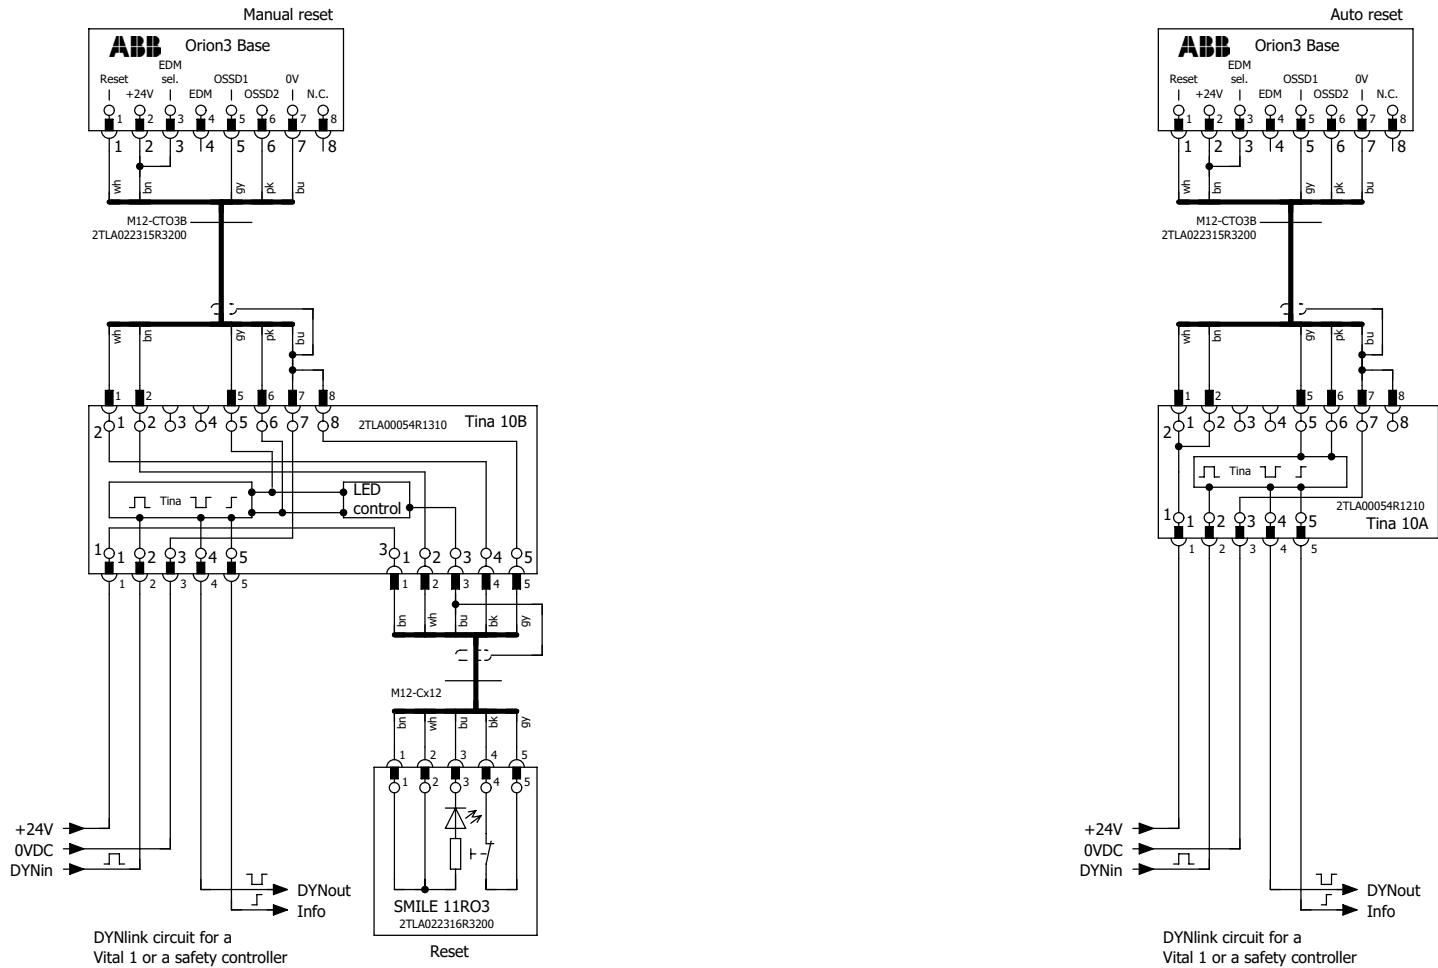 Manual reset
ABB Orion3 Base
EDM
Reset sel. OSSD1 0V
+24V EDM OSSD2 N.C.
1 2 3 4 5 6 7 8
1 2 3 4 5 6 7 8
wh bn gy pk bu
M12-CTO3B
2TLA022315R3200
wh bn gy pk bu
1 2 5 6 7 8
2TLA00054R1310 Tina 10B
2 1 2 3 4 5 6 7 8
Tina
LED
control
1 1 2 3 4 5 3 1 2 3 4 5
1 2 3 4 5 1 2 3 4 5
bn wh bu bk gy
M12-Cx12
bn wh bu bk gy
1 2 3 4 5
1 2 3 4 5
+24V
0VDC
DYNin
DYNout
Info
SMILE 11RO3
2TLA022316R3200
Reset
DYNlink circuit for a
Vital 1 or a safety controller
Auto reset
ABB Orion3 Base
EDM
Reset sel. OSSD1 0V
+24V EDM OSSD2 N.C.
1 2 3 4 5 6 7 8
1 2 3 4 5 6 7 8
wh bn gy pk bu
M12-CTO3B
2TLA022315R3200
wh bn gy pk bu
1 2 5 6 7 8
2 1 2 3 4 5 6 7 8
Tina
2TLA00054R1210
Tina 10A
1 1 2 3 4 5
1 2 3 4 5
+24V
0VDC
DYNin
DYNout
Info
DYNlink circuit for a
Vital 1 or a safety controller